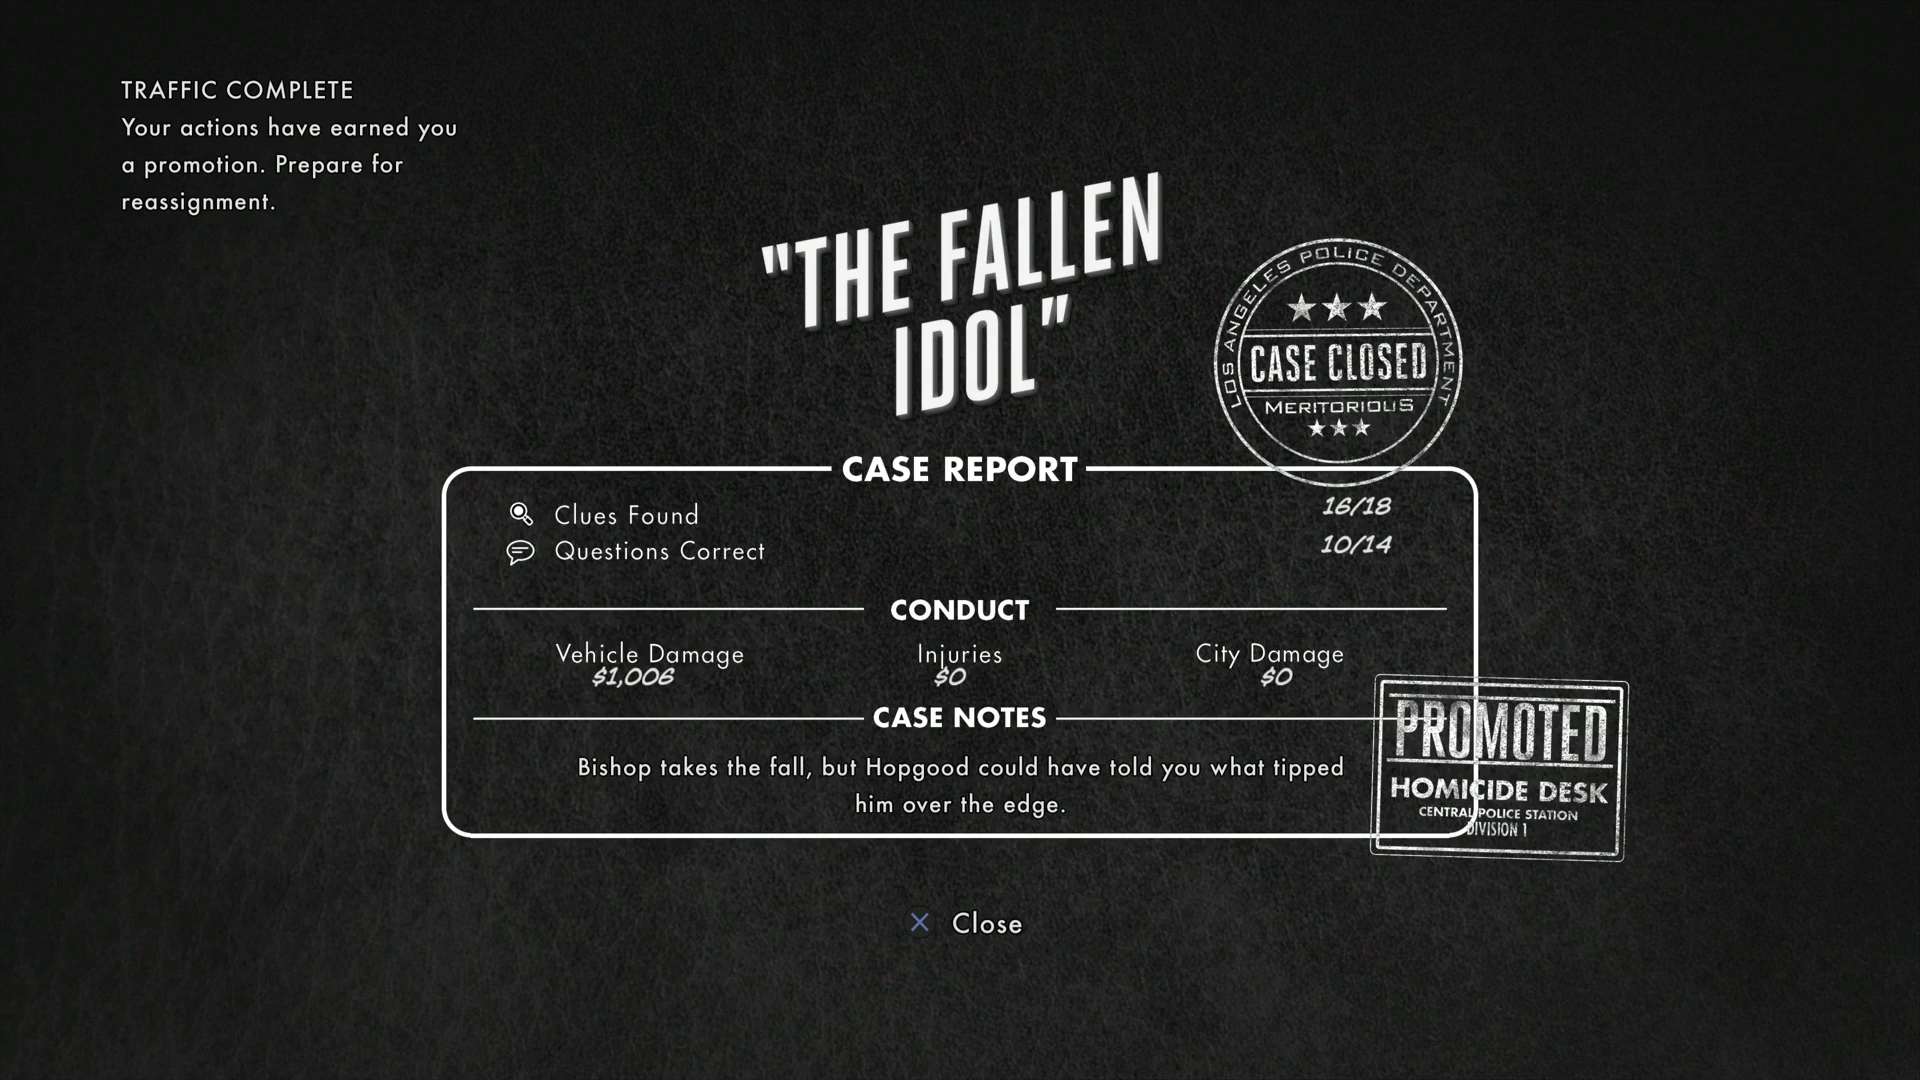 TRAFFIC COMPLETE
Your actions have earned you
a promotion. Prepare for
reassignment.
"THE FALLEN
IDOL"
LOS ANGELES POLICE DEPARTMENT
CASE CLOSED
MERITORIOUS
CASE REPORT
Clues Found 16/18
Questions Correct 10/14
CONDUCT
Vehicle Damage Injuries City Damage
$1,006 $0 $0
CASE NOTES
Bishop takes the fall, but Hopgood could have told you what tipped
him over the edge.
PROMOTED
HOMICIDE DESK
CENTRAL POLICE STATION
DIVISION 1
Close